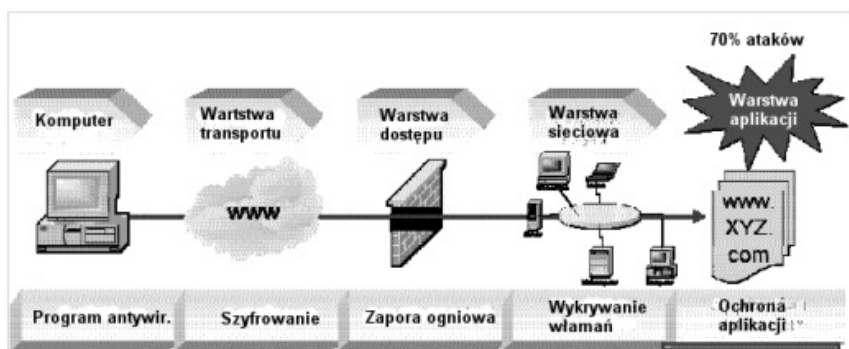 70% ataków
Komputer
Wartstwa
transportu
Warstwa
dostępu
Warstwa
sieciowa
Warstwa
aplikacji
www
www.
XYZ.
com
Program antywir.
Szyfrowanie
Zapora ogniowa
Wykrywanie
włamań
Ochrona
aplikacji